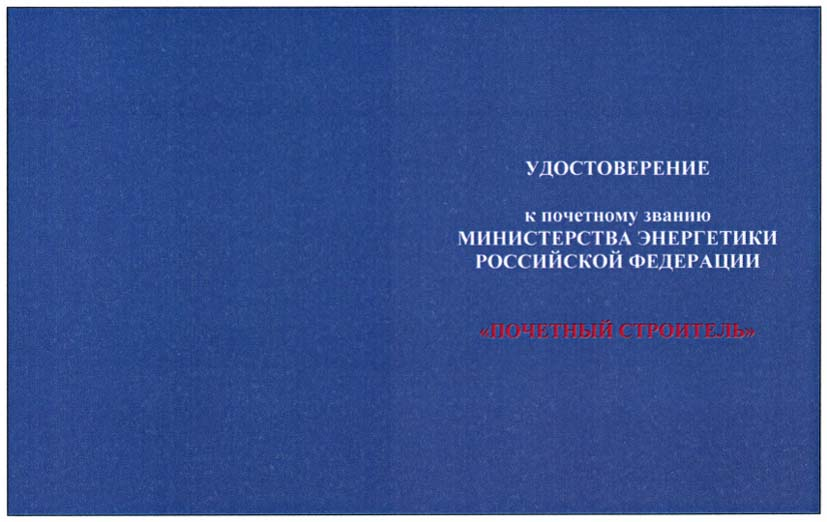 УДОСТОВЕРЕНИЕ
к почетному званию
МИНИСТЕРСТВА ЭНЕРГЕТИКИ
РОССИЙСКОЙ ФЕДЕРАЦИИ
«ПОЧЕТНЫЙ СТРОИТЕЛЬ»